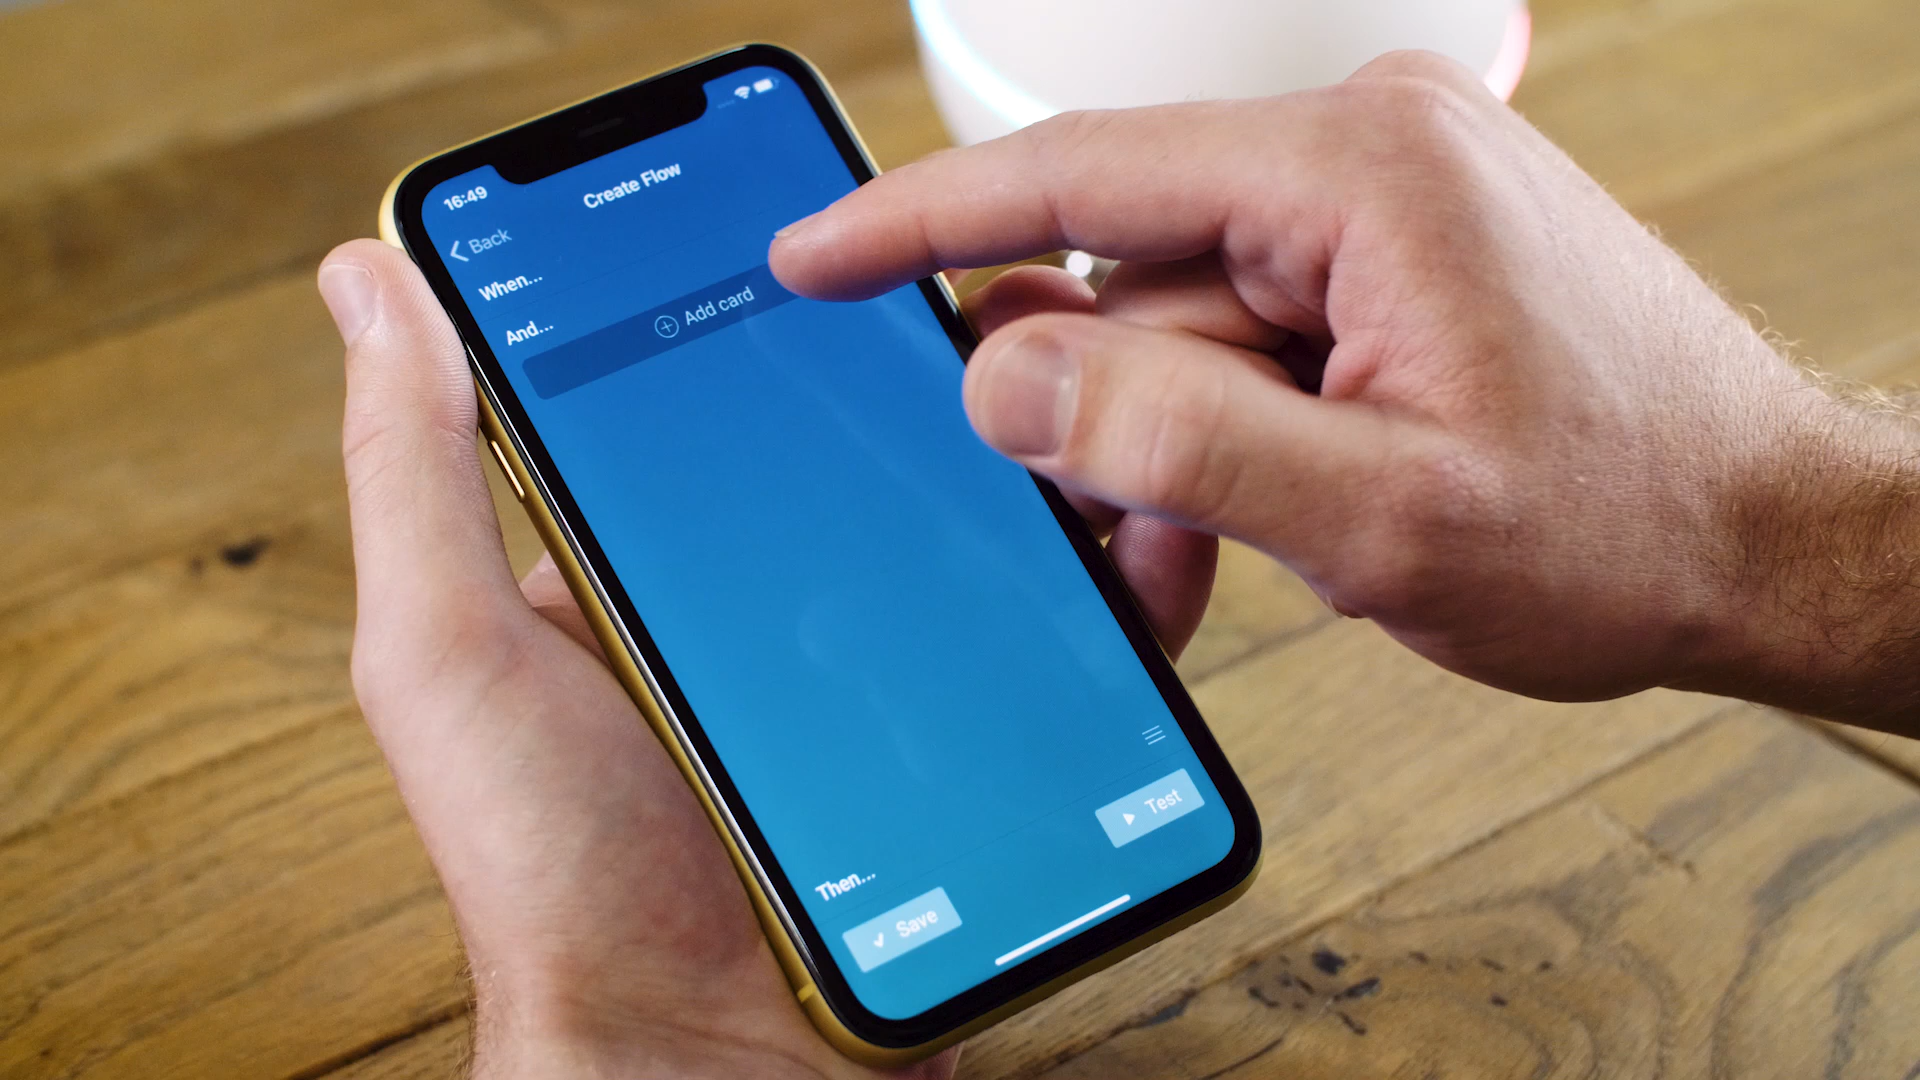 16:49
Create Flow
Back
When...
And...
Add card
Test
Then...
Save